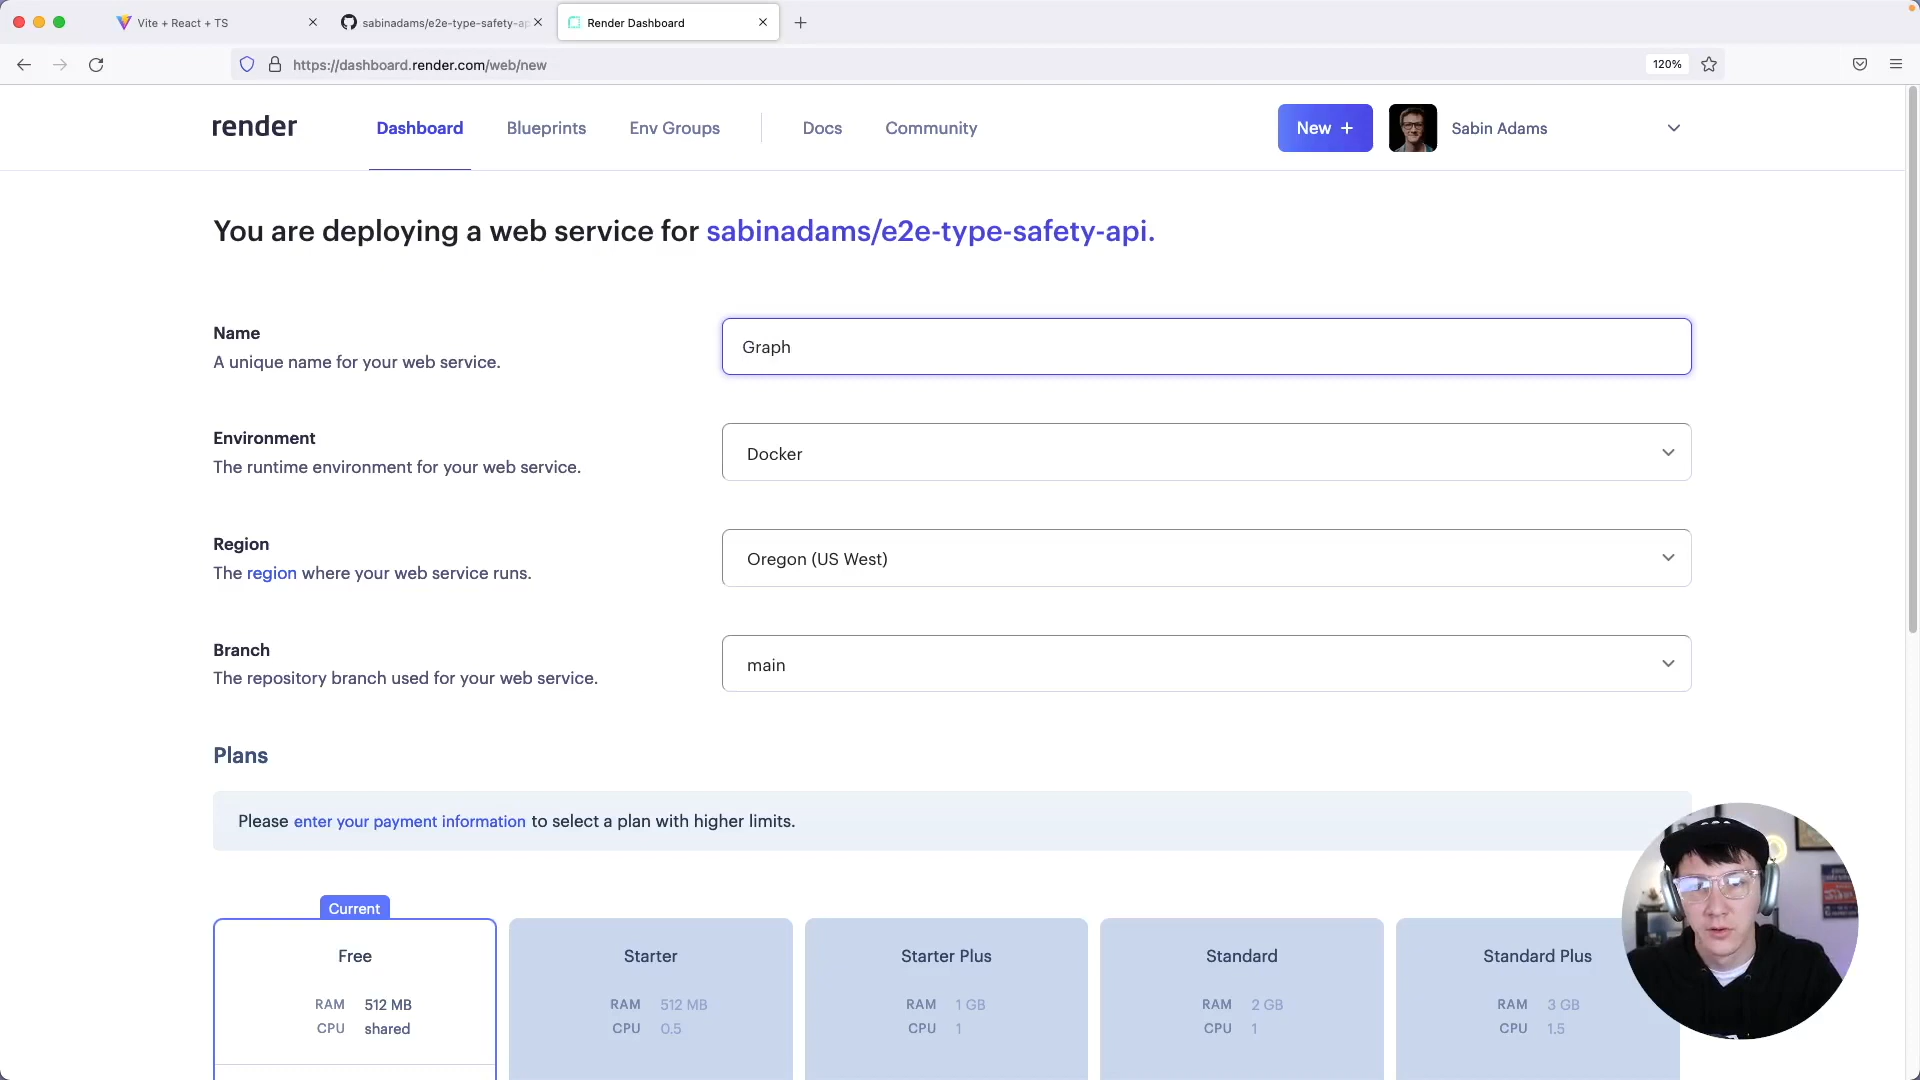 Vite + React + TS
sabinadams/e2e-type-safety-ap
Render Dashboard
https://dashboard.render.com/web/new
120%
render
Dashboard
Blueprints
Env Groups
Docs
Community
New +
Sabin Adams
You are deploying a web service for sabinadams/e2e-type-safety-api.
Name
A unique name for your web service.
Graph
Environment
The runtime environment for your web service.
Docker
Region
The region where your web service runs.
Oregon (US West)
Branch
The repository branch used for your web service.
main
Plans
Please enter your payment information to select a plan with higher limits.
Current
Free
RAM 512 MB
CPU shared
Starter
RAM 512 MB
CPU 0.5
Starter Plus
RAM 1 GB
CPU 1
Standard
RAM 2 GB
CPU 1
Standard Plus
RAM 3 GB
CPU 1.5